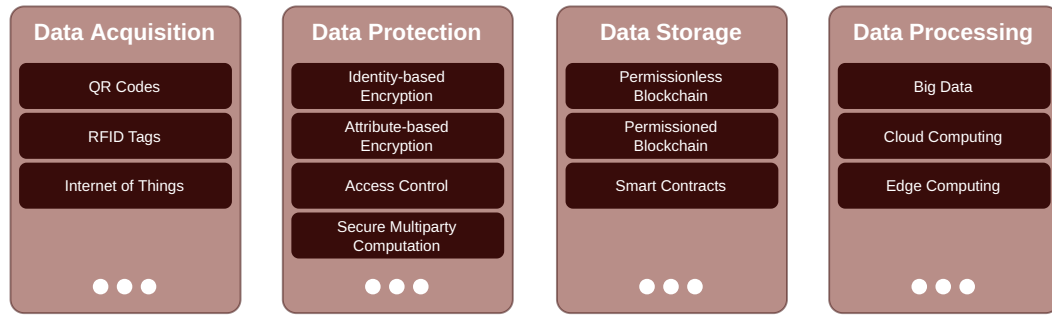 Data Acquisition
QR Codes
RFID Tags
Internet of Things
Data Protection
Identity-based
Encryption
Attribute-based
Encryption
Access Control
Secure Multiparty
Computation
Data Storage
Permissionless
Blockchain
Permissioned
Blockchain
Smart Contracts
Data Processing
Big Data
Cloud Computing
Edge Computing